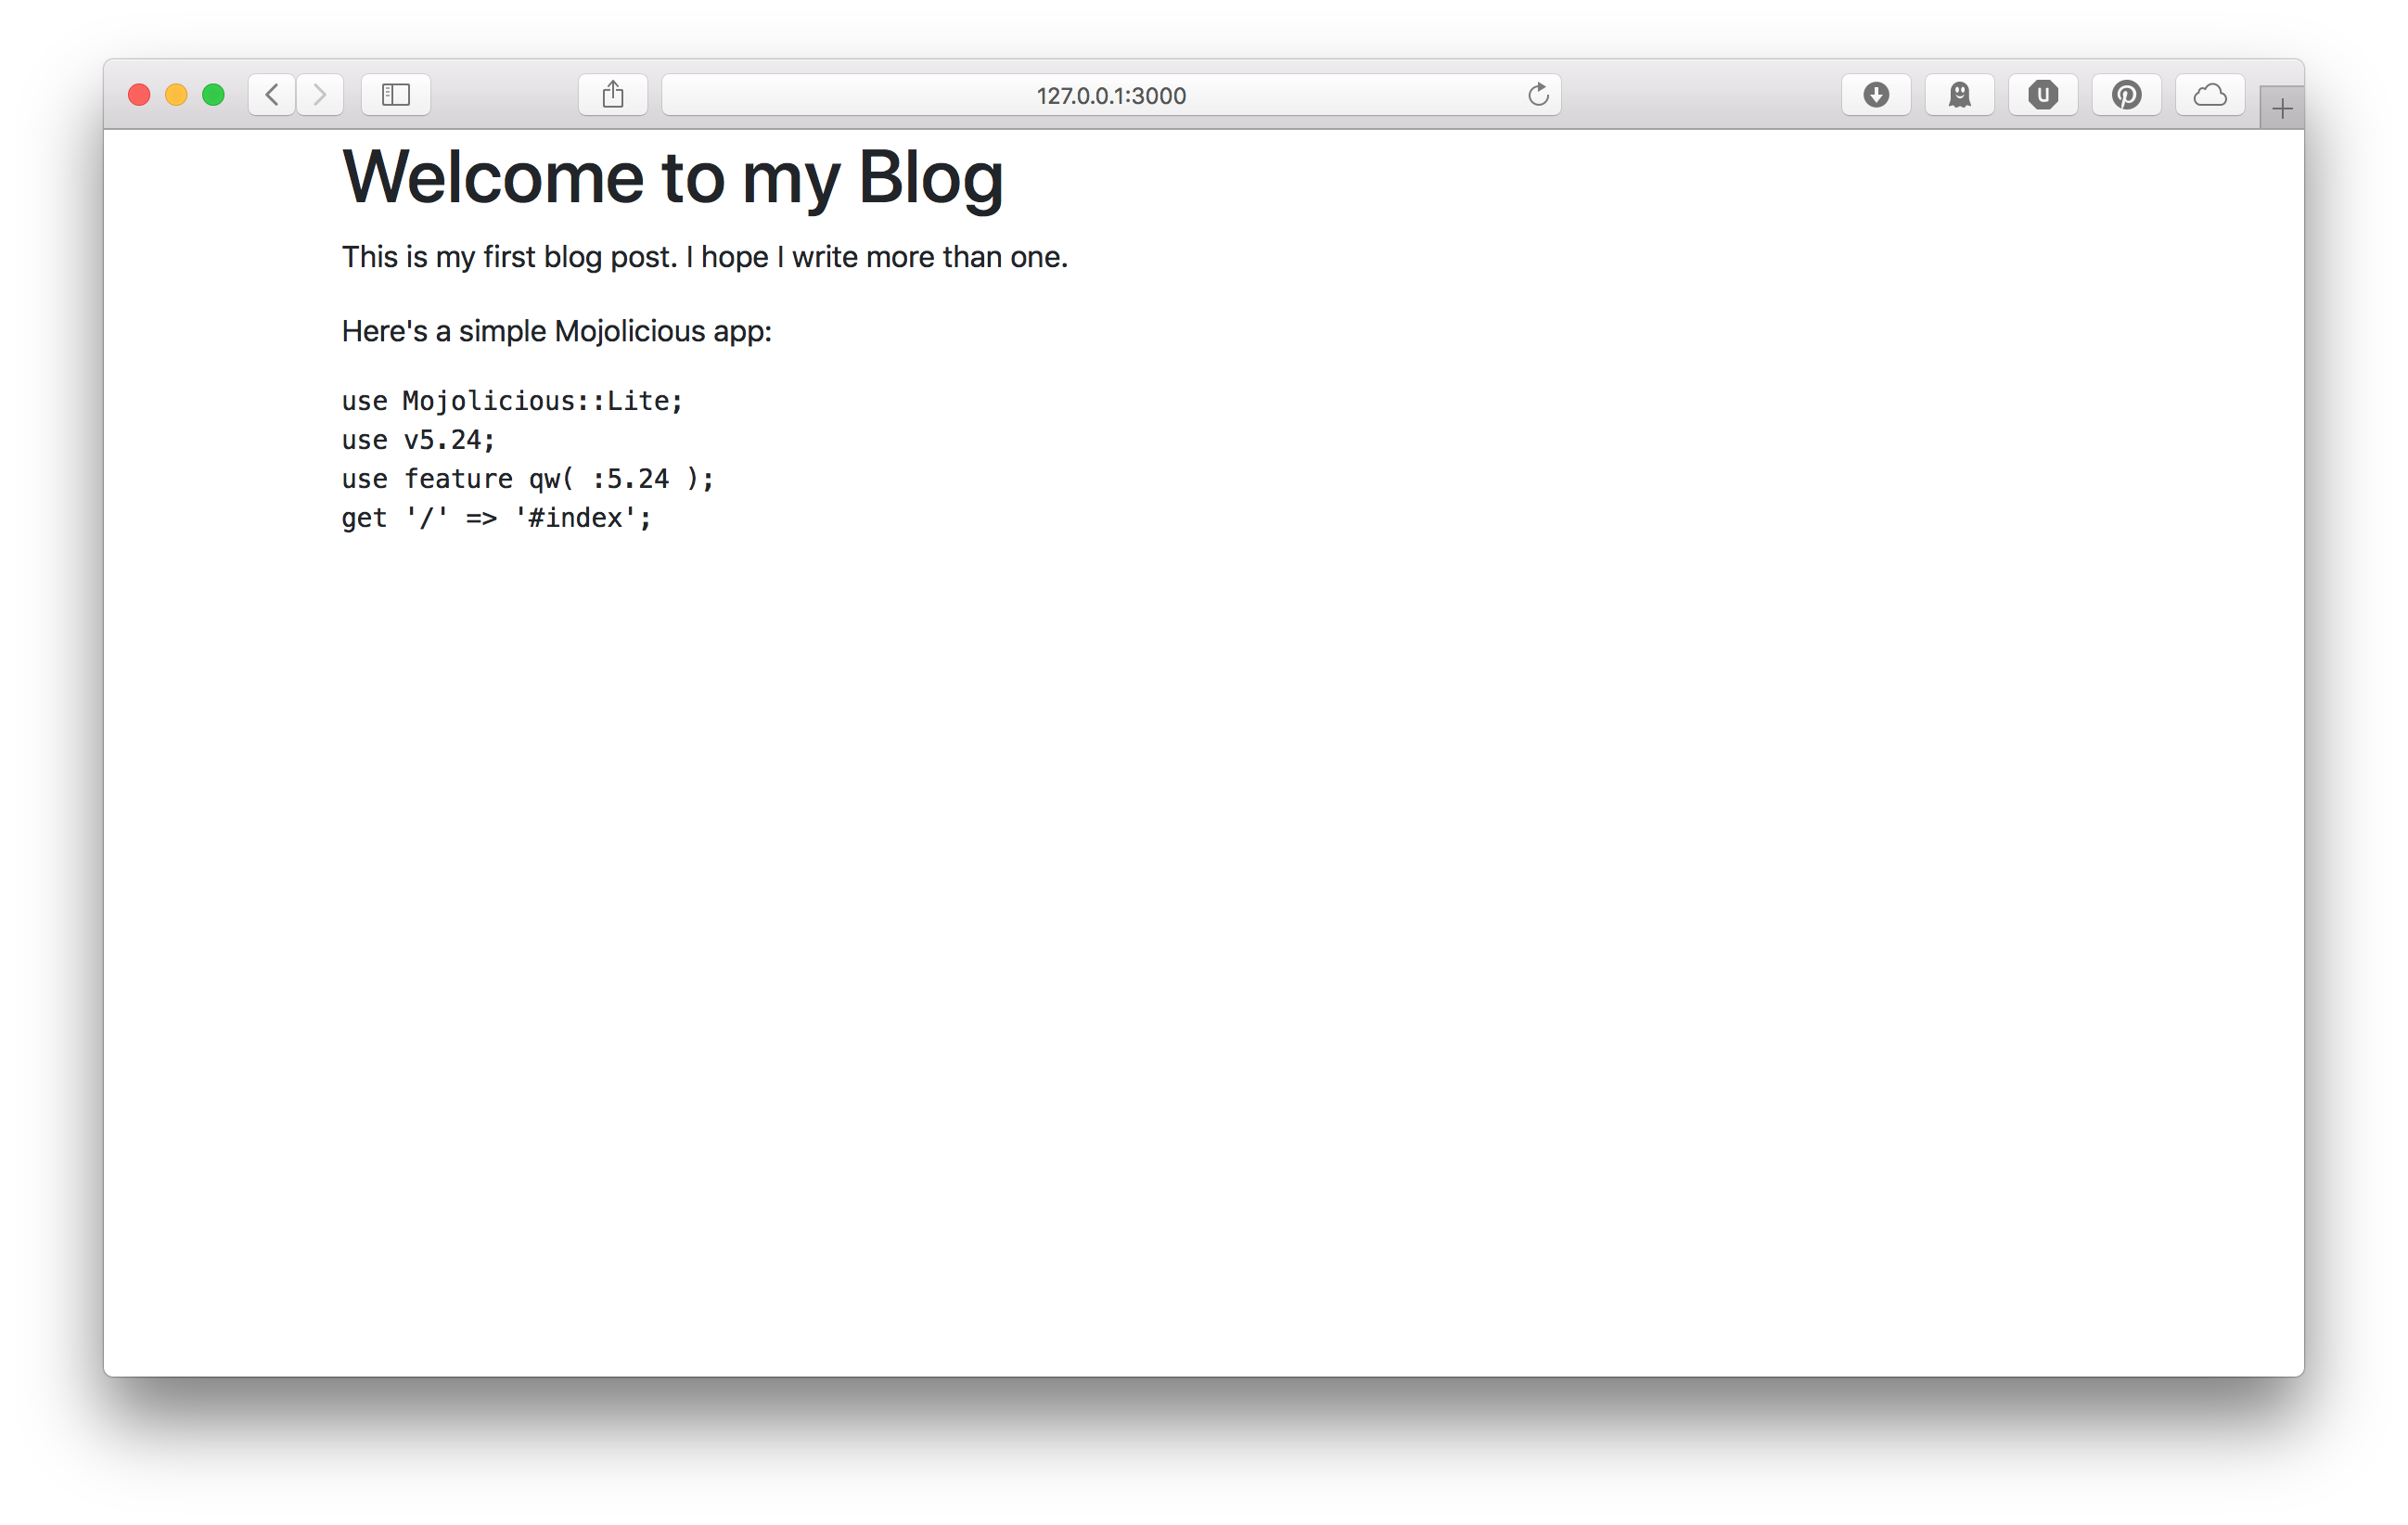 127.0.0.1:3000
Welcome to my Blog
This is my first blog post. I hope I write more than one.
Here's a simple Mojolicious app:
use Mojolicious::Lite;
use v5.24;
use feature qw( :5.24 );
get '/' => '#index';